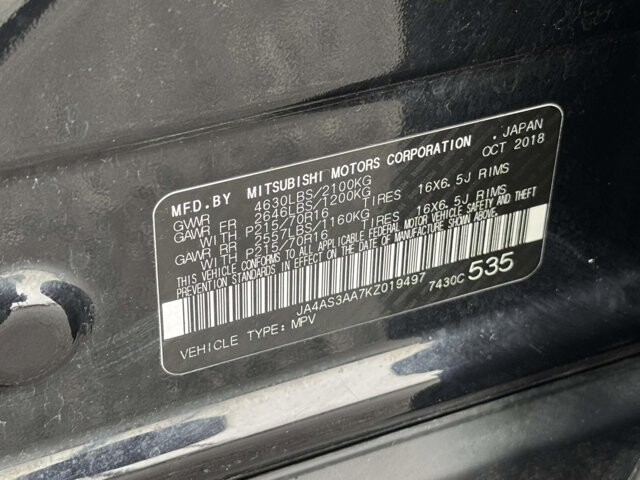 MFD.BY MITSUBISHI MOTORS CORPORATION . JAPAN
GVWR 4630LBS/2100KG OCT 2018
GAWR FR 2646LBS/1200KG
WITH P215/70R16 TIRES 16X6.5J RIMS
GAWR RR 2557LBS/1160KG
WITH P215/70R16 TIRES 16X6.5J RIMS
THIS VEHICLE CONFORMS TO ALL APPLICABLE FEDERAL MOTOR VEHICLE SAFETY AND THEFT
PREVENTION STANDARDS IN EFFECT ON THE DATE OF MANUFACTURE SHOWN ABOVE.
JA4AS3AA7KZ019497 7430C 535
VEHICLE TYPE:MPV